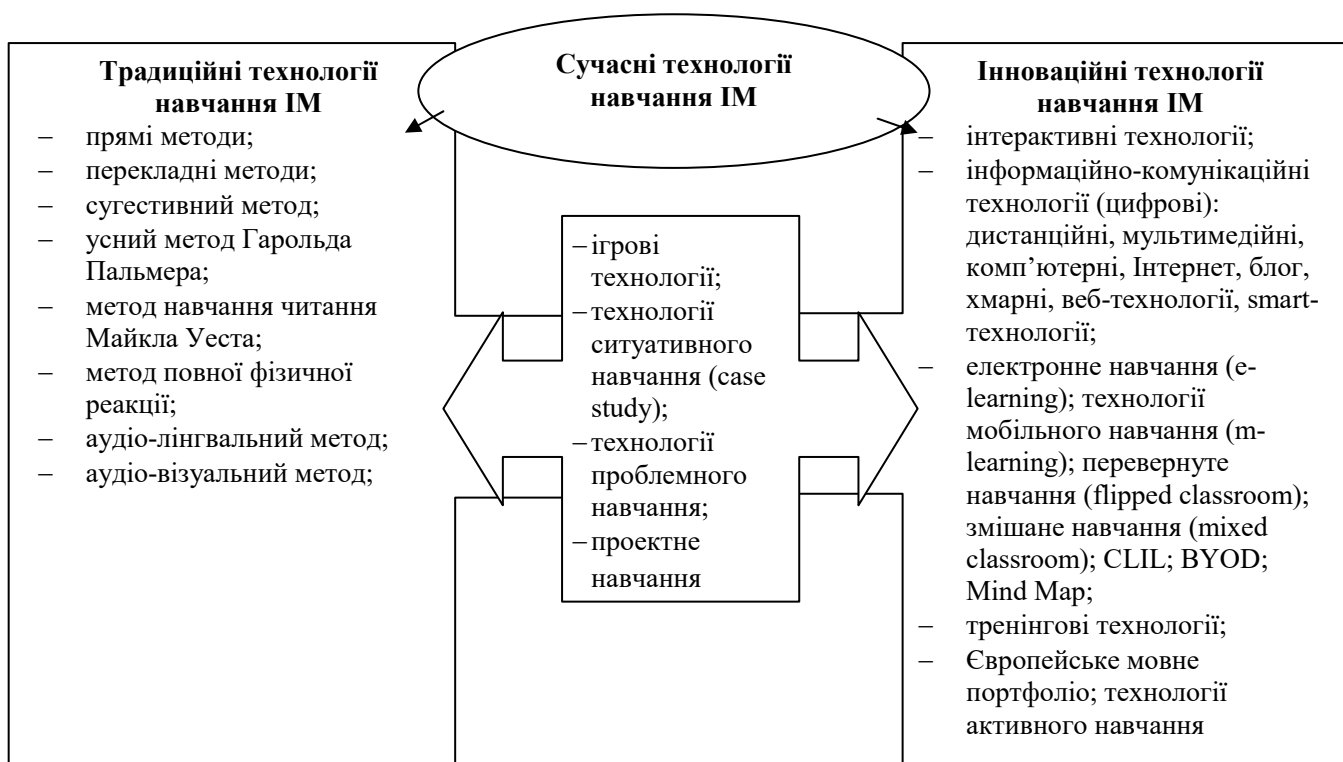 Сучасні технології
навчання ІМ
Традиційні технології
навчання ІМ
– прямі методи;
– перекладні методи;
– сугестивний метод;
– усний метод Гарольда
Пальмера;
– метод навчання читання
Майкла Уеста;
– метод повної фізичної
реакції;
– аудіо-лінгвальний метод;
– аудіо-візуальний метод;
– ігрові
технології;
– технології
ситуативного
навчання (case
study);
– технології
проблемного
навчання;
– проектне
навчання
Інноваційні технології
навчання ІМ
– інтерактивні технології;
– інформаційно-комунікаційні
технології (цифрові):
дистанційні, мультимедійні,
комп’ютерні, Інтернет, блог,
хмарні, веб-технології, smart-
технології;
– електронне навчання (e-
learning); технології
мобільного навчання (m-
learning); перевернуте
навчання (flipped classroom);
змішане навчання (mixed
classroom); CLIL; BYOD;
Mind Map;
– тренінгові технології;
– Європейське мовне
портфоліо; технології
активного навчання